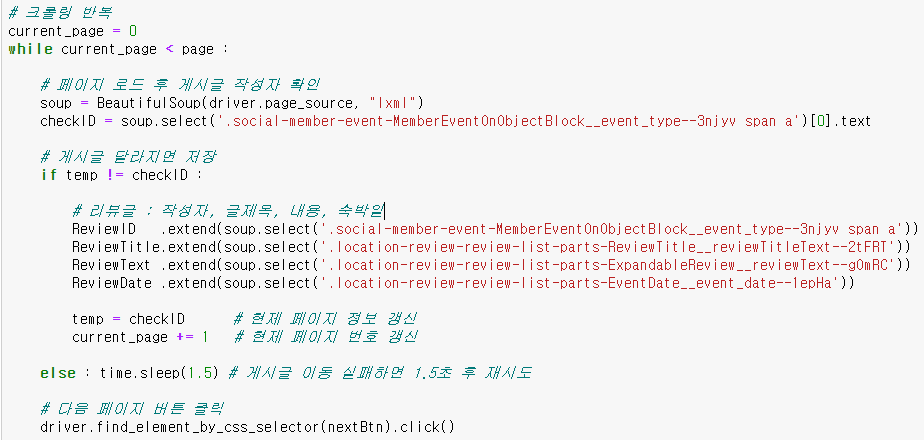 # 크롤링 반복
current_page = 0
while current_page < page :
# 페이지 로드 후 게시글 작성자 확인
soup = BeautifulSoup(driver.page_source, "lxml")
checkID = soup.select('.social-member-event-MemberEventOnObjectBlock__event_type--3njyv span a')[0].text
# 게시글 달라지면 저장
if temp != checkID :
# 리뷰글 : 작성자, 글제목, 내용, 숙박일
ReviewID .extend(soup.select('.social-member-event-MemberEventOnObjectBlock__event_type--3njyv span a'))
ReviewTitle.extend(soup.select('.location-review-review-list-parts-ReviewTitle__reviewTitleText--2tFRT'))
ReviewText .extend(soup.select('.location-review-review-list-parts-ExpandableReview__reviewText--gOmRC'))
ReviewDate .extend(soup.select('.location-review-review-list-parts-EventDate__event_date--1epHa'))
temp = checkID # 현재 페이지 정보 갱신
current_page += 1 # 현재 페이지 번호 갱신
else : time.sleep(1.5) # 게시글 이동 실패하면 1.5초 후 재시도
# 다음 페이지 버튼 클릭
driver.find_element_by_css_selector(nextBtn).click()